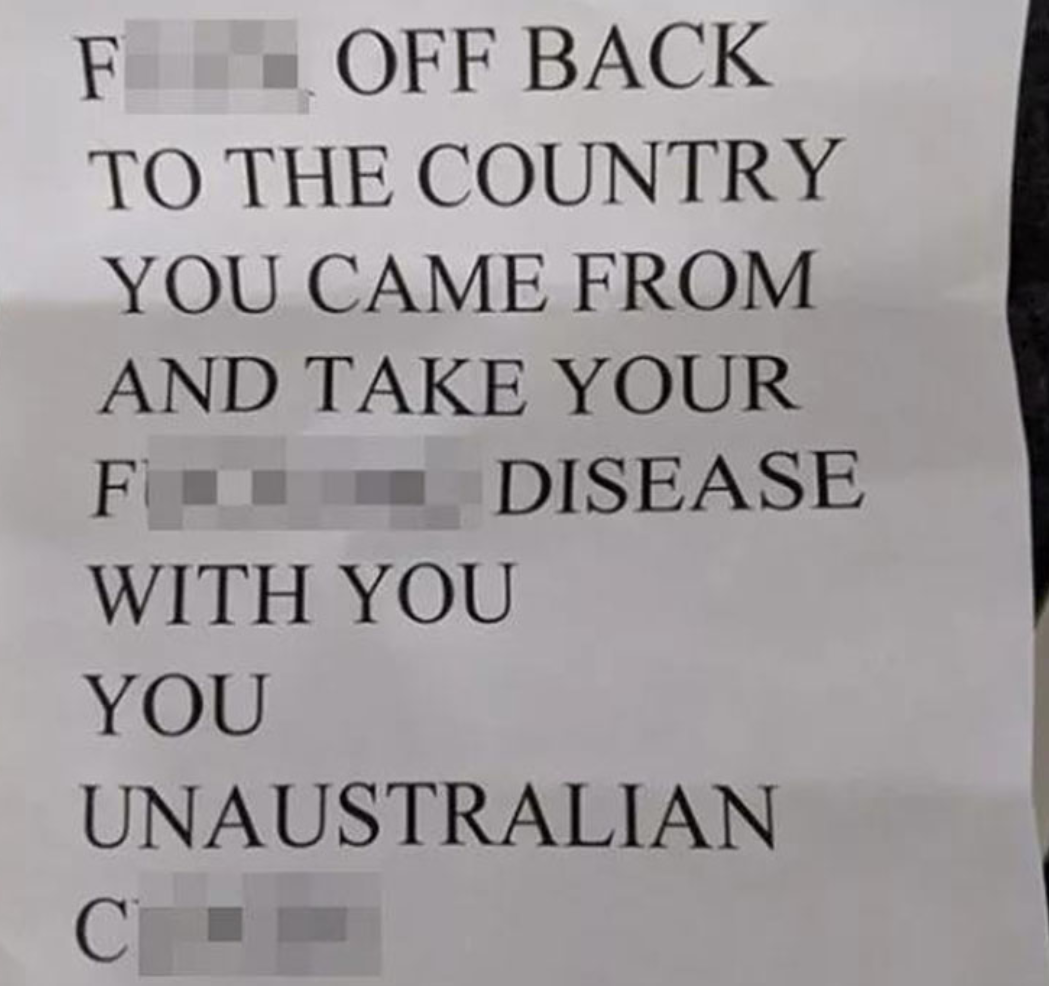 F OFF BACK
TO THE COUNTRY
YOU CAME FROM
AND TAKE YOUR
F DISEASE
WITH YOU
YOU
UNAUSTRALIAN
C